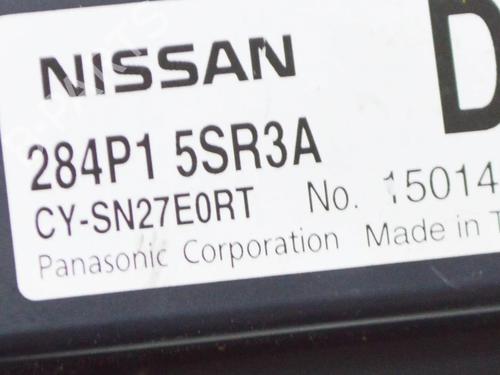 NISSAN
D
284P1 5SR3A
CY-SN27E0RT No. 15014
Panasonic Corporation Made in T